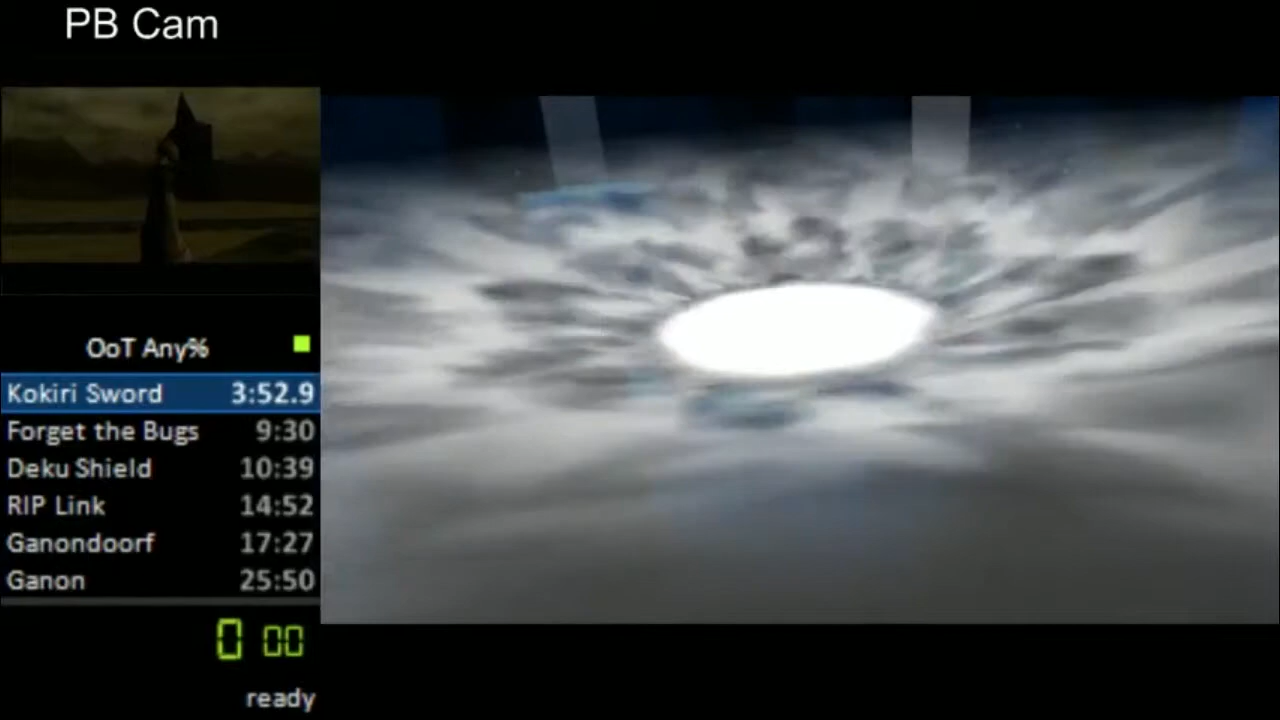 PB Cam
OoT Any%
Kokiri Sword 3:52.9
Forget the Bugs 9:30
Deku Shield 10:39
RIP Link 14:52
Ganondoorf 17:27
Ganon 25:50
0 00
ready